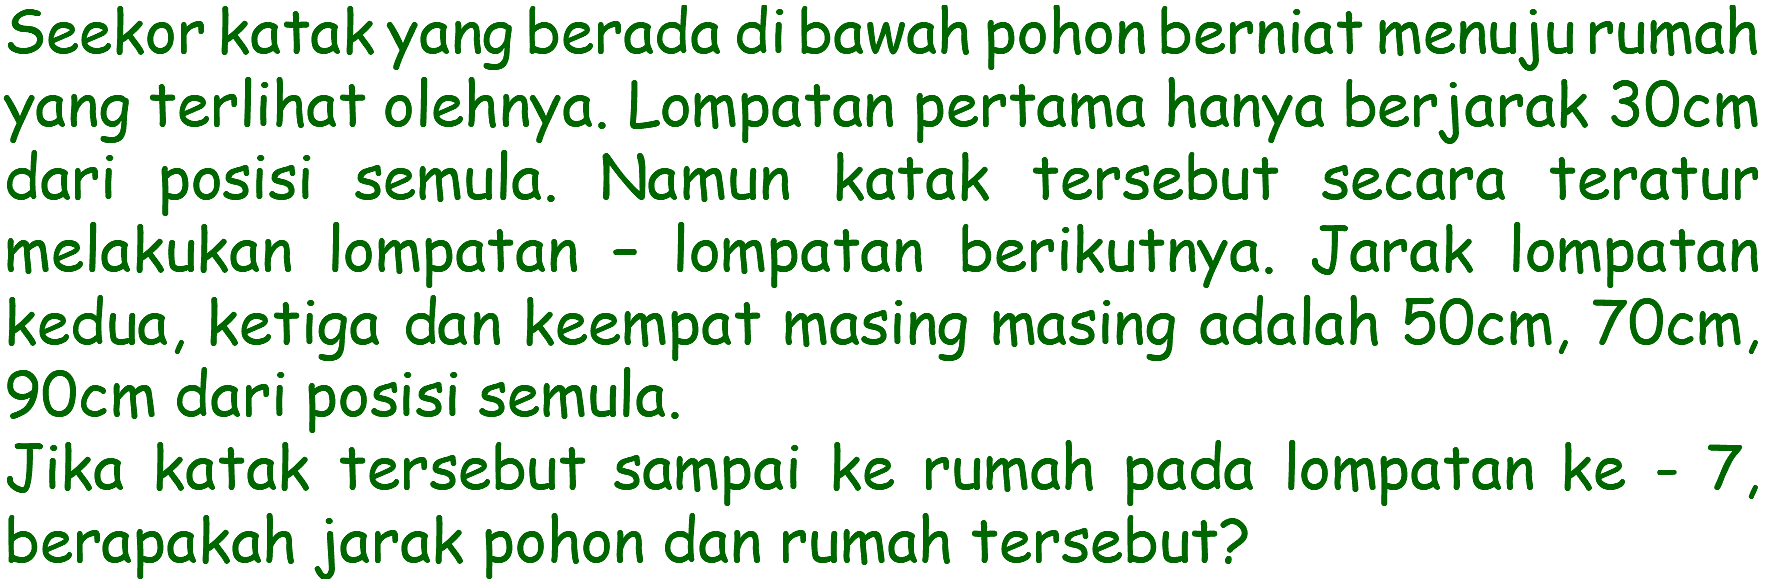 Seekor katak yang berada di bawah pohon berniat menuju rumah
yang terlihat olehnya. Lompatan pertama hanya berjarak 30cm
dari posisi semula. Namun katak tersebut secara teratur
melakukan lompatan – lompatan berikutnya. Jarak lompatan
kedua, ketiga dan keempat masing masing adalah 50cm, 70cm,
90cm dari posisi semula.
Jika katak tersebut sampai ke rumah pada lompatan ke - 7,
berapakah jarak pohon dan rumah tersebut?